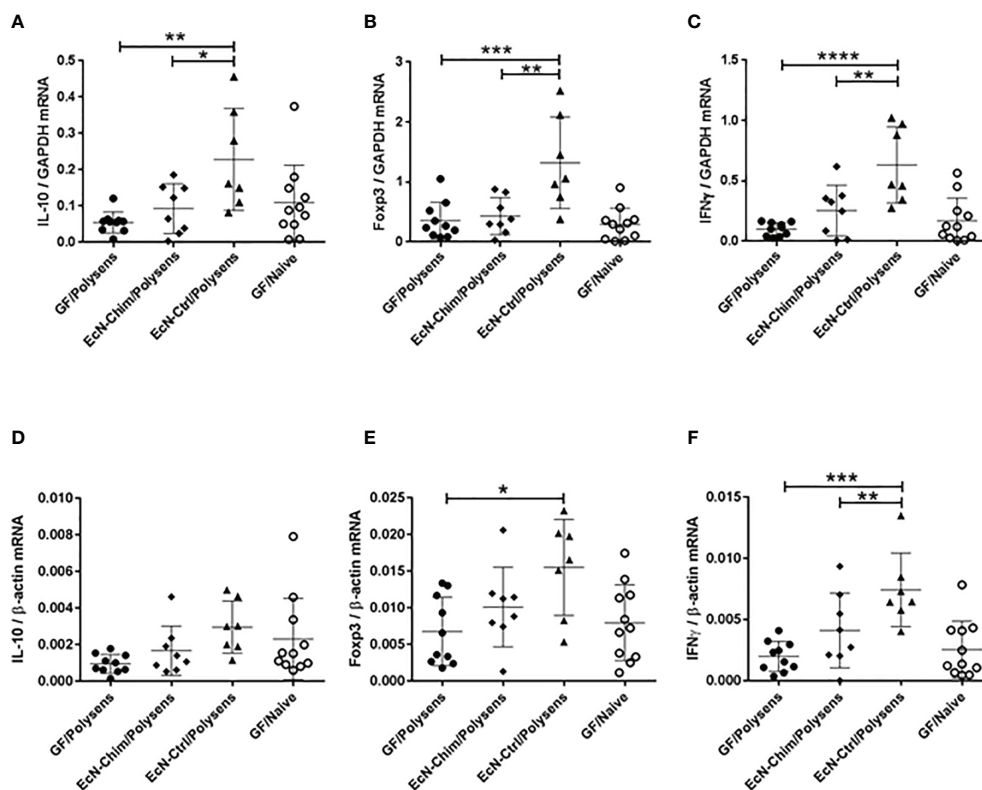 A
**
*
IL-10 / GAPDH mRNA
0.5
0.4
0.3
0.2
0.1
0.0
GF/Polysens
EcN-Chim/Polysens
EcN-Ctrl/Polysens
GF/Naive
B
***
**
Foxp3 / GAPDH mRNA
3
2
1
0
GF/Polysens
EcN-Chim/Polysens
EcN-Ctrl/Polysens
GF/Naive
C
****
**
IFNγ / GAPDH mRNA
1.5
1.0
0.5
0.0
GF/Polysens
EcN-Chim/Polysens
EcN-Ctrl/Polysens
GF/Naive
D
IL-10 / β-actin mRNA
0.010
0.008
0.006
0.004
0.002
0.000
GF/Polysens
EcN-Chim/Polysens
EcN-Ctrl/Polysens
GF/Naive
E
*
Foxp3 / β-actin mRNA
0.025
0.020
0.015
0.010
0.005
0.000
GF/Polysens
EcN-Chim/Polysens
EcN-Ctrl/Polysens
GF/Naive
F
***
**
IFNγ / β-actin mRNA
0.015
0.010
0.005
0.000
GF/Polysens
EcN-Chim/Polysens
EcN-Ctrl/Polysens
GF/Naive